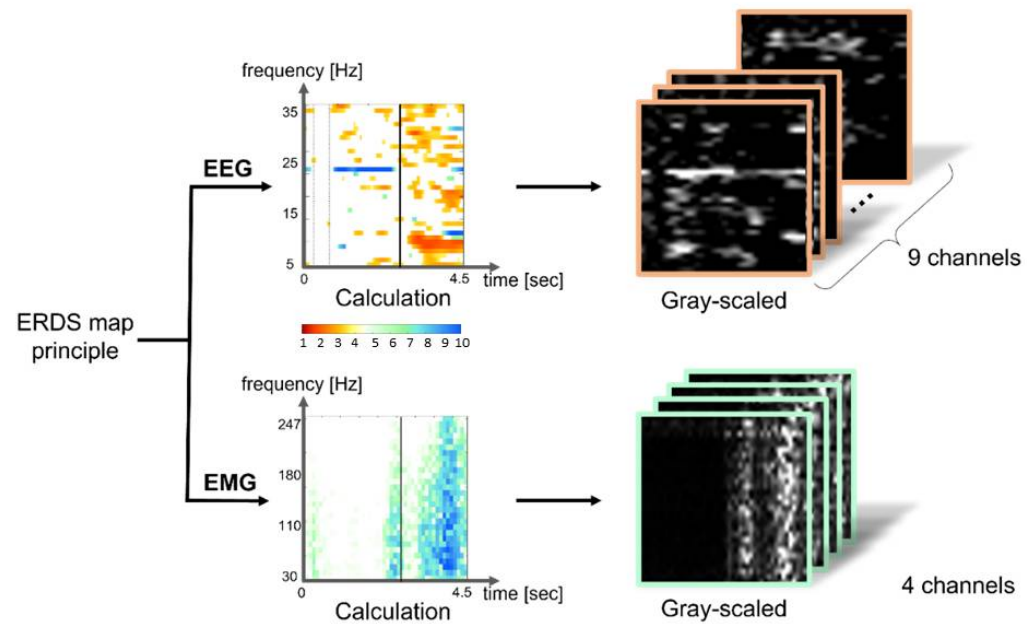 frequency [Hz]
35
25
15
5
0
4.5
time [sec]
EEG
Calculation
1 2 3 4 5 6 7 8 9 10
Gray-scaled
9 channels
ERDS map
principle
frequency [Hz]
247
180
110
30
0
4.5
time [sec]
EMG
Calculation
Gray-scaled
4 channels